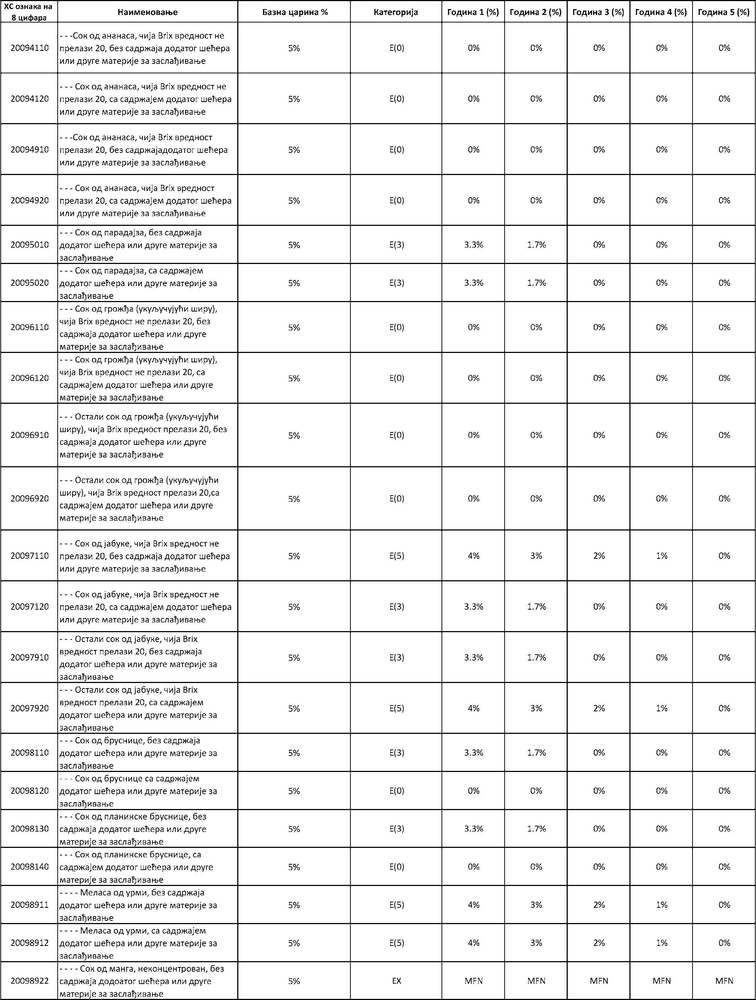 ХС ознака на
8 цифара
Наименовање
Базна царина %
Категорија
Година 1 (%)
Година 2 (%)
Година 3 (%)
Година 4 (%)
Година 5 (%)
20094110
- - -Сок од ананаса, чија Brix вредност не
прелази 20, без садржаја додатог шећера
или друге материје за заслађивање
5%
E(0)
0%
0%
0%
0%
0%
20094120
- - - Сок од ананаса, чија Brix вредност не
прелази 20, са садржајем додатог шећера
или друге материје за заслађивање
5%
E(0)
0%
0%
0%
0%
0%
20094910
- - -Сок од ананаса, чија Brix вредност
прелази 20, без садржајадодатог шећера
или друге материје за заслађивање
5%
E(0)
0%
0%
0%
0%
0%
20094920
- - - Сок од ананаса, чија Brix вредност
прелази 20, са садржајем додатог шећера
или друге материје за заслађивање
5%
E(0)
0%
0%
0%
0%
0%
20095010
- - - Сок од парадајза, без садржаја
додатог шећера или друге материје за
заслађивање
5%
E(3)
3.3%
1.7%
0%
0%
0%
20095020
- - - Сок од парадајза, са садржајем
додатог шећера или друге материје за
заслађивање
5%
E(3)
3.3%
1.7%
0%
0%
0%
20096110
- - - Сок од грожђа (укуључујући ширу),
чија Brix вредност не прелази 20, без
садржаја додатог шећера или друге
материје за заслађивање
5%
E(0)
0%
0%
0%
0%
0%
20096120
- - - Сок од грожђа (укуључујући ширу),
чија Brix вредност не прелази 20, са
садржајем додатог шећера или друге
материје за заслађивање
5%
E(0)
0%
0%
0%
0%
0%
20096910
- - - Остали сок од грожђа (укуључујући
ширу), чија Brix вредност прелази 20, без
садржаја додатог шећера или друге
материје за заслађивање
5%
E(0)
0%
0%
0%
0%
0%
20096920
- - - Остали сок од грожђа (укуључујући
ширу), чија Brix вредност прелази 20,са
садржајем додатог шећера или друге
материје за заслађивање
5%
E(0)
0%
0%
0%
0%
0%
20097110
- - - Сок од јабуке, чија Brix вредност не
прелази 20, без садржаја додатог шећера
или друге материје за заслађивање
5%
E(5)
4%
3%
2%
1%
0%
20097120
- - - Сок од јабуке, чија Brix вредност не
прелази 20, са садржајем додатог шећера
или друге материје за заслађивање
5%
E(3)
3.3%
1.7%
0%
0%
0%
20097910
- - - Остали сок од јабуке, чија Brix
вредност прелази 20, без садржаја
додатог шећера или друге материје за
заслађивање
5%
E(3)
3.3%
1.7%
0%
0%
0%
20097920
- - - Остали сок од јабуке, чија Brix
вредност прелази 20, са садржајем
додатог шећера или друге материје за
заслађивање
5%
E(5)
4%
3%
2%
1%
0%
20098110
- - - Сок од бруснице, без садржаја
додатог шећера или друге материје за
заслађивање
5%
E(3)
3.3%
1.7%
0%
0%
0%
20098120
- - - Сок од бруснице са садржајем
додатог шећера или друге материје за
заслађивање
5%
E(0)
0%
0%
0%
0%
0%
20098130
- - - Сок од планинске бруснице, без
садржаја додатог шећера или друге
материје за заслађивање
5%
E(3)
3.3%
1.7%
0%
0%
0%
20098140
- - - Сок од планинске бруснице, са
садржајем додатог шећера или друге
материје за заслађивање
5%
E(0)
0%
0%
0%
0%
0%
20098911
- - - - Меласа од урми, без садржаја
додатог шећера или друге материје за
заслађивање
5%
E(5)
4%
3%
2%
1%
0%
20098912
- - - - Меласа од урми, са садржајем
додатог шећера или друге материје за
заслађивање
5%
E(5)
4%
3%
2%
1%
0%
20098922
- - - - Сок од манга, неконцентрован, без
садржаја додоатог шећера или друге
материје за заслађивање
5%
EX
MFN
MFN
MFN
MFN
MFN